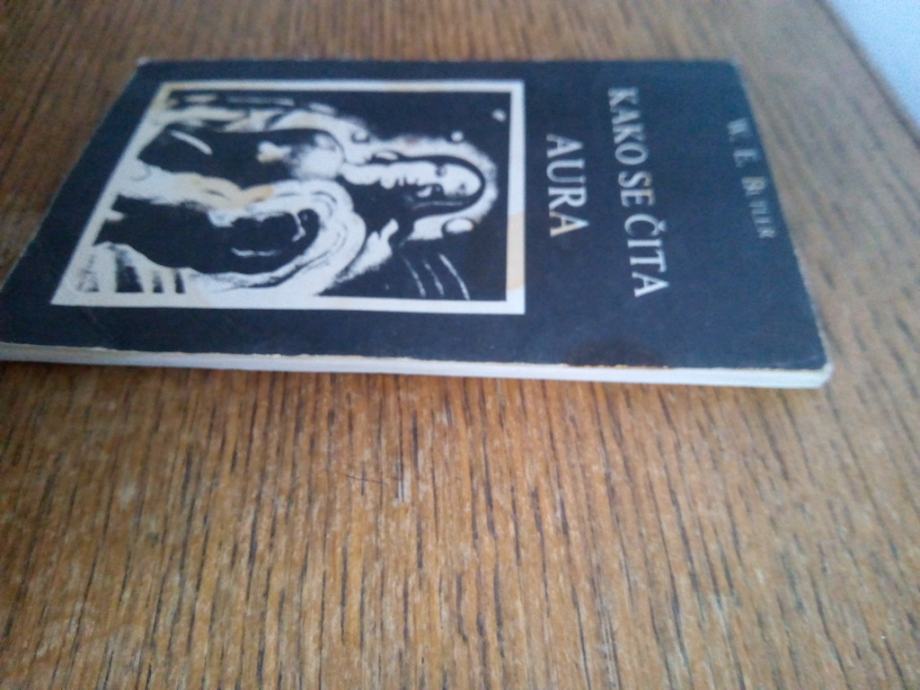 W. E. BUTLER
KAKO SE ČITA
AURA